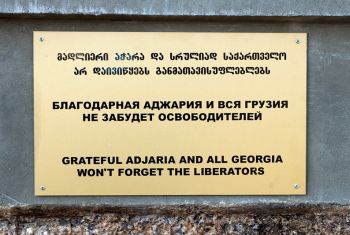 მადლიერი აჭარა და სრულიად საქართველო
არ დაივიწყებს განმათავისუფლებლებს
БЛАГОДАРНАЯ АДЖАРИЯ И ВСЯ ГРУЗИЯ
НЕ ЗАБУДЕТ ОСВОБОДИТЕЛЕЙ
GRATEFUL ADJARIA AND ALL GEORGIA
WON'T FORGET THE LIBERATORS